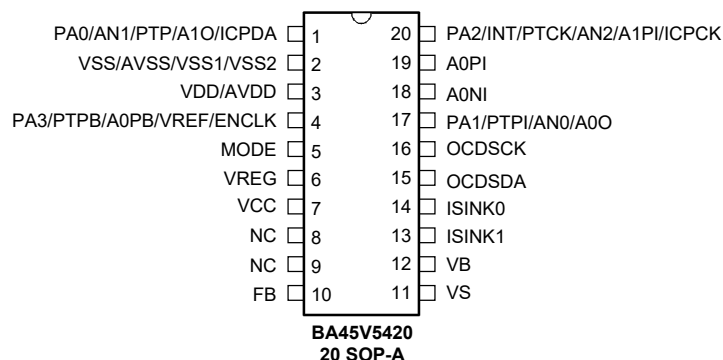 PA0/AN1/PTP/A1O/ICPDA 1 20 PA2/INT/PTCK/AN2/A1PI/ICPCK
VSS/AVSS/VSS1/VSS2 2 19 A0PI
VDD/AVDD 3 18 A0NI
PA3/PTPB/A0PB/VREF/ENCLK 4 17 PA1/PTPI/AN0/A0O
MODE 5 16 OCDSCK
VREG 6 15 OCDSDA
VCC 7 14 ISINK0
NC 8 13 ISINK1
NC 9 12 VB
FB 10 11 VS
BA45V5420
20 SOP-A